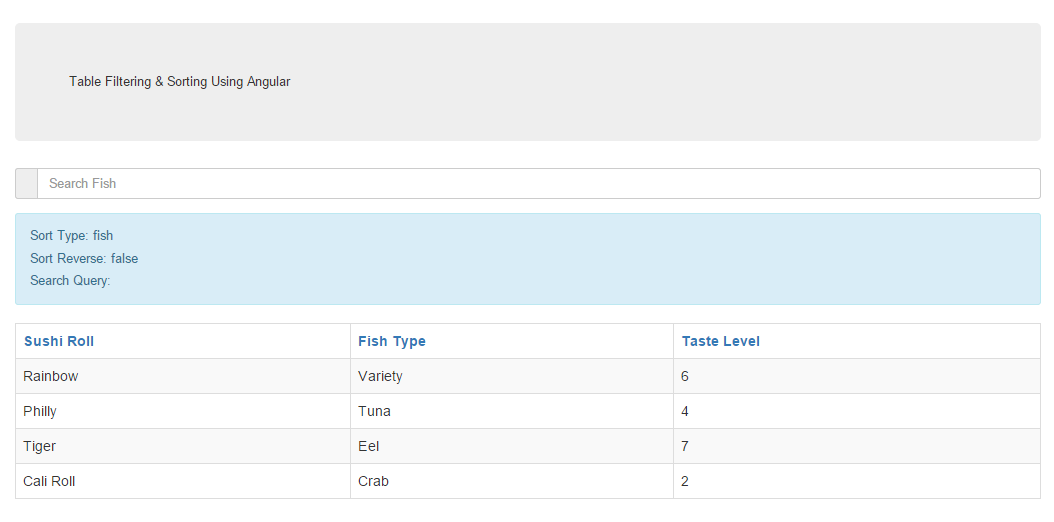 Table Filtering & Sorting Using Angular
Search Fish
Sort Type: fish
Sort Reverse: false
Search Query:
Sushi Roll Fish Type Taste Level
Rainbow Variety 6
Philly Tuna 4
Tiger Eel 7
Cali Roll Crab 2